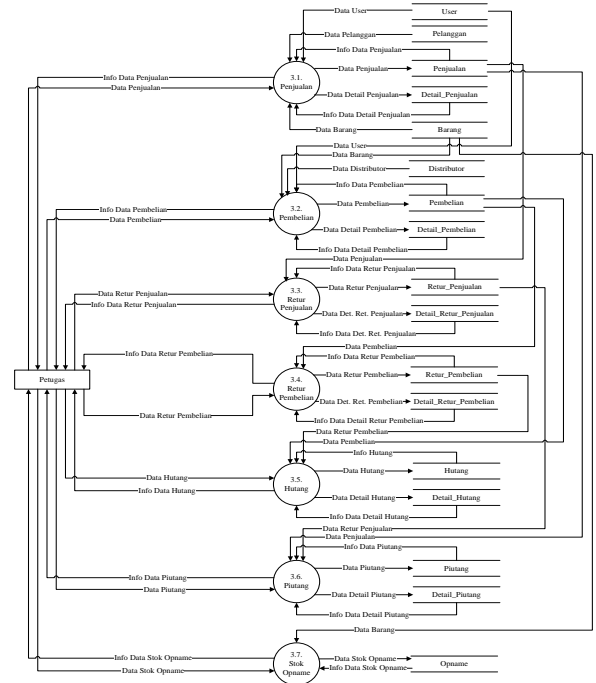 Data User
User
Data Pelanggan
Pelanggan
Info Data Penjualan
Data Penjualan
Penjualan
3.1.
Penjualan
Info Data Penjualan
Data Penjualan
Data Detail Penjualan
Detail_Penjualan
Info Data Detail Penjualan
Data Barang
Barang
Data User
Data Barang
Data Distributor
Distributor
Info Data Pembelian
3.2.
Pembelian
Data Pembelian
Pembelian
Info Data Pembelian
Data Pembelian
Data Detail Pembelian
Detail_Pembelian
Info Data Detail Pembelian
Data Penjualan
Info Data Retur Penjualan
3.3.
Retur
Penjualan
Data Retur Penjualan
Retur_Penjualan
Data Retur Penjualan
Info Data Retur Penjualan
Data Det. Ret. Penjualan
Detail_Retur_Penjualan
Info Data Det. Ret. Penjualan
Data Pembelian
Info Data Retur Pembelian
Info Data Retur Pembelian
Petugas
3.4.
Retur
Pembelian
Data Retur Pembelian
Retur_Pembelian
Data Det. Ret. Pembelian
Detail_Retur_Pembelian
Data Retur Pembelian
Info Data Detail Retur Pembelian
Data Retur Pembelian
Data Pembelian
Info Hutang
3.5.
Hutang
Data Hutang
Hutang
Data Hutang
Info Data Hutang
Data Detail Hutang
Detail_Hutang
Info Data Detail Hutang
Data Retur Penjualan
Data Penjualan
Info Data Piutang
3.6.
Piutang
Data Piutang
Piutang
Info Data Piutang
Data Piutang
Data Detail Piutang
Detail_Piutang
Info Data Detail Piutang
Data Barang
3.7.
Stok
Opname
Info Data Stok Opname
Data Stok Opname
Data Stok Opname
Info Data Stok Opname
Opname